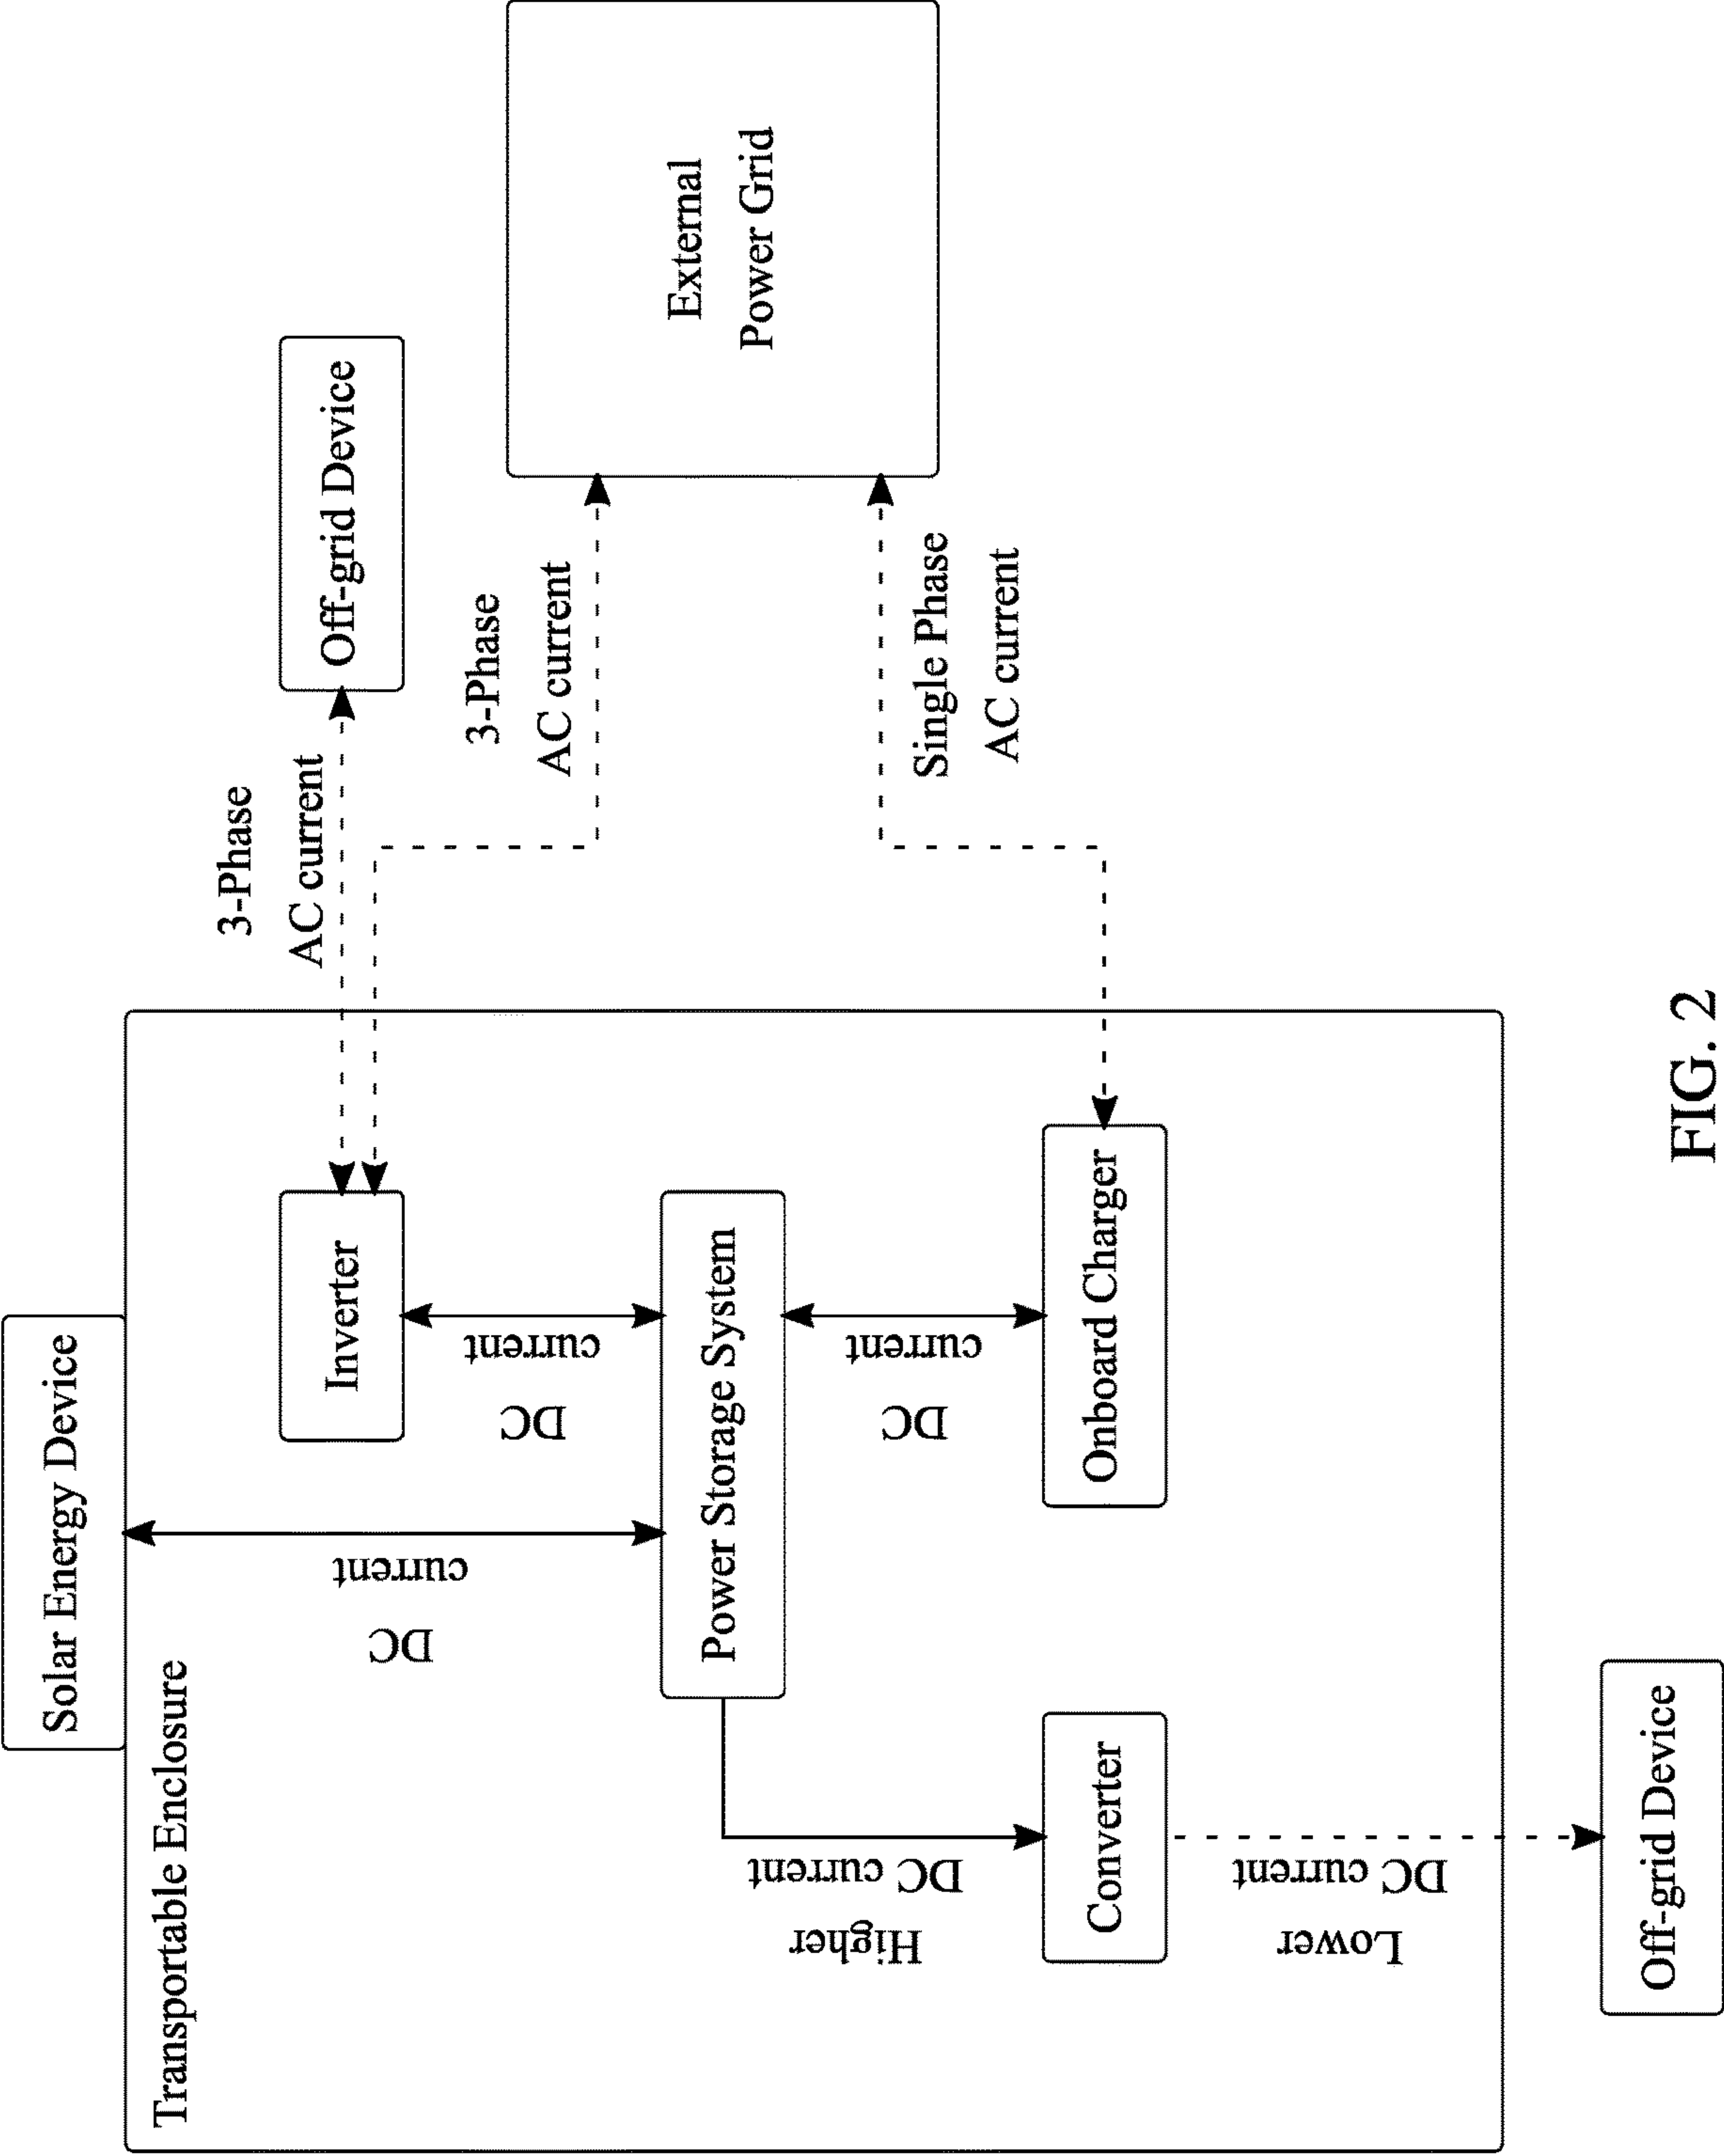 Solar Energy Device
Transportable Enclosure
DC
current
Inverter
DC
current
3-Phase
AC current
Off-grid Device
3-Phase
AC current
External
Power Grid
Power Storage System
Single Phase
AC current
Higher
DC current
DC
current
Converter
Onboard Charger
Lower
DC current
Off-grid Device
FIG. 2